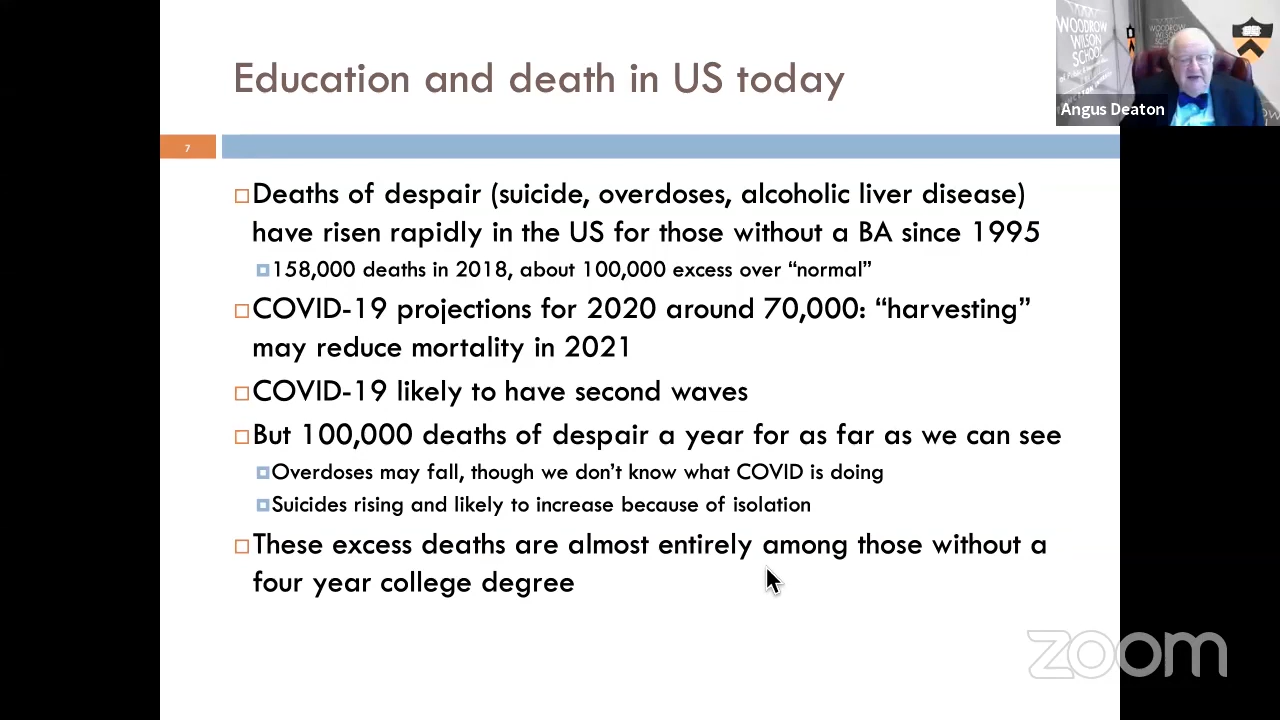 Education and death in US today
WOODROW
WILSON
SCHOOL
Angus Deaton
7
Deaths of despair (suicide, overdoses, alcoholic liver disease)
have risen rapidly in the US for those without a BA since 1995
158,000 deaths in 2018, about 100,000 excess over “normal”
COVID-19 projections for 2020 around 70,000: “harvesting”
may reduce mortality in 2021
COVID-19 likely to have second waves
But 100,000 deaths of despair a year for as far as we can see
Overdoses may fall, though we don’t know what COVID is doing
Suicides rising and likely to increase because of isolation
These excess deaths are almost entirely among those without a
four year college degree
zoom